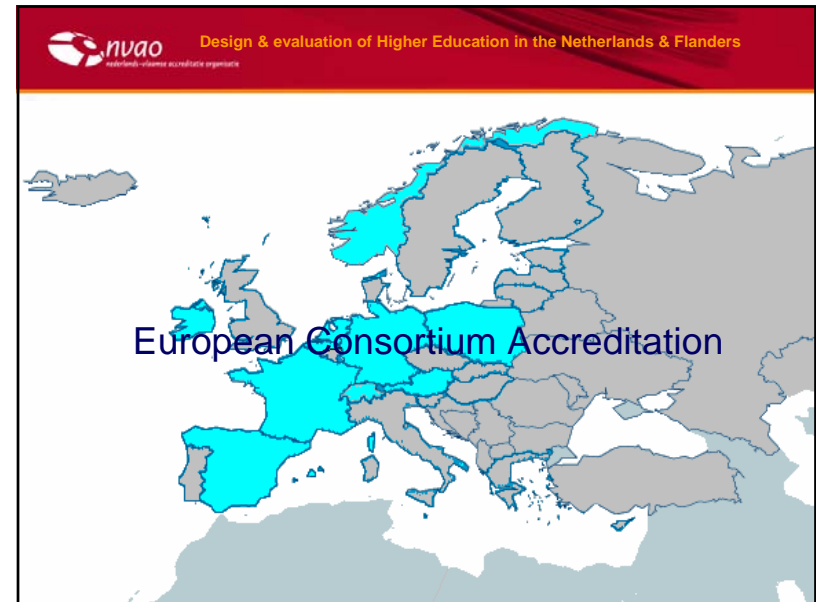 nvao
nederlands-vlaamse accreditatie organisatie
Design & evaluation of Higher Education in the Netherlands & Flanders
European Consortium Accreditation